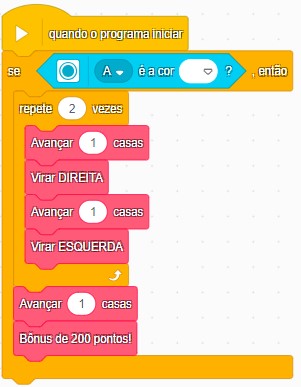 quando o programa iniciar
se A é a cor ? , então
repete 2 vezes
Avançar 1 casas
Virar DIREITA
Avançar 1 casas
Virar ESQUERDA
Avançar 1 casas
Bônus de 200 pontos!